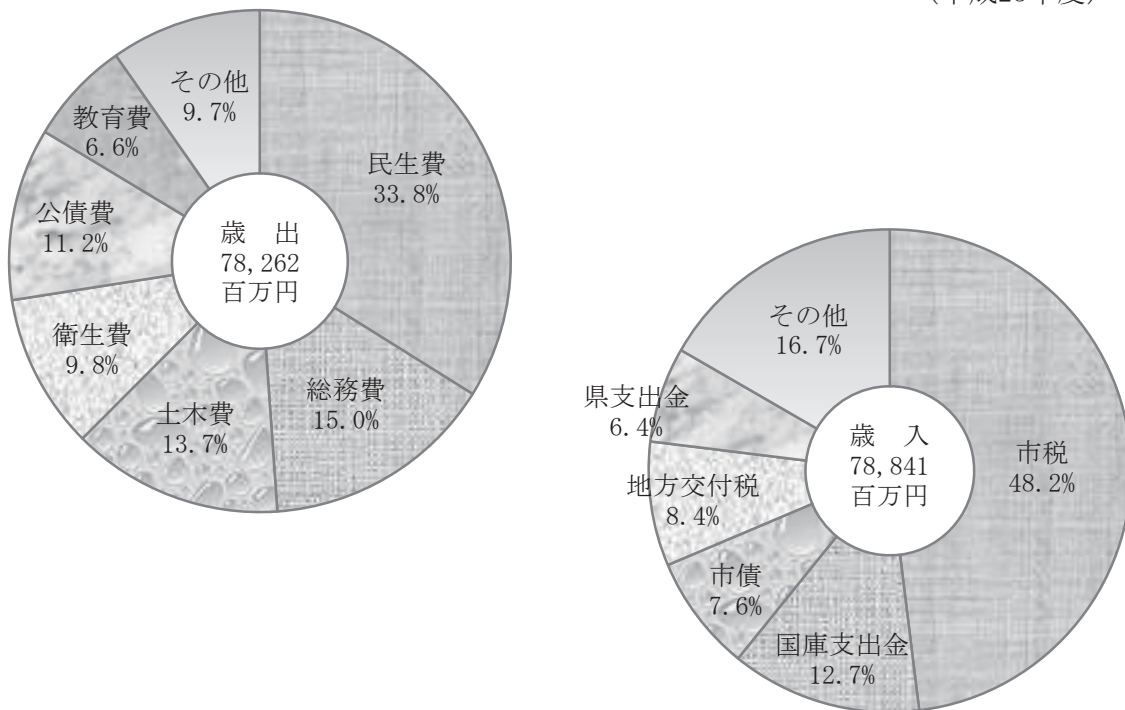 その他
9.7%
教育費
6.6%
民生費
33.8%
公債費
11.2%
歳　出
78,262
百万円
衛生費
9.8%
総務費
15.0%
土木費
13.7%
その他
16.7%
県支出金
6.4%
歳　入
78,841
百万円
市税
48.2%
地方交付税
8.4%
市債
7.6%
国庫支出金
12.7%